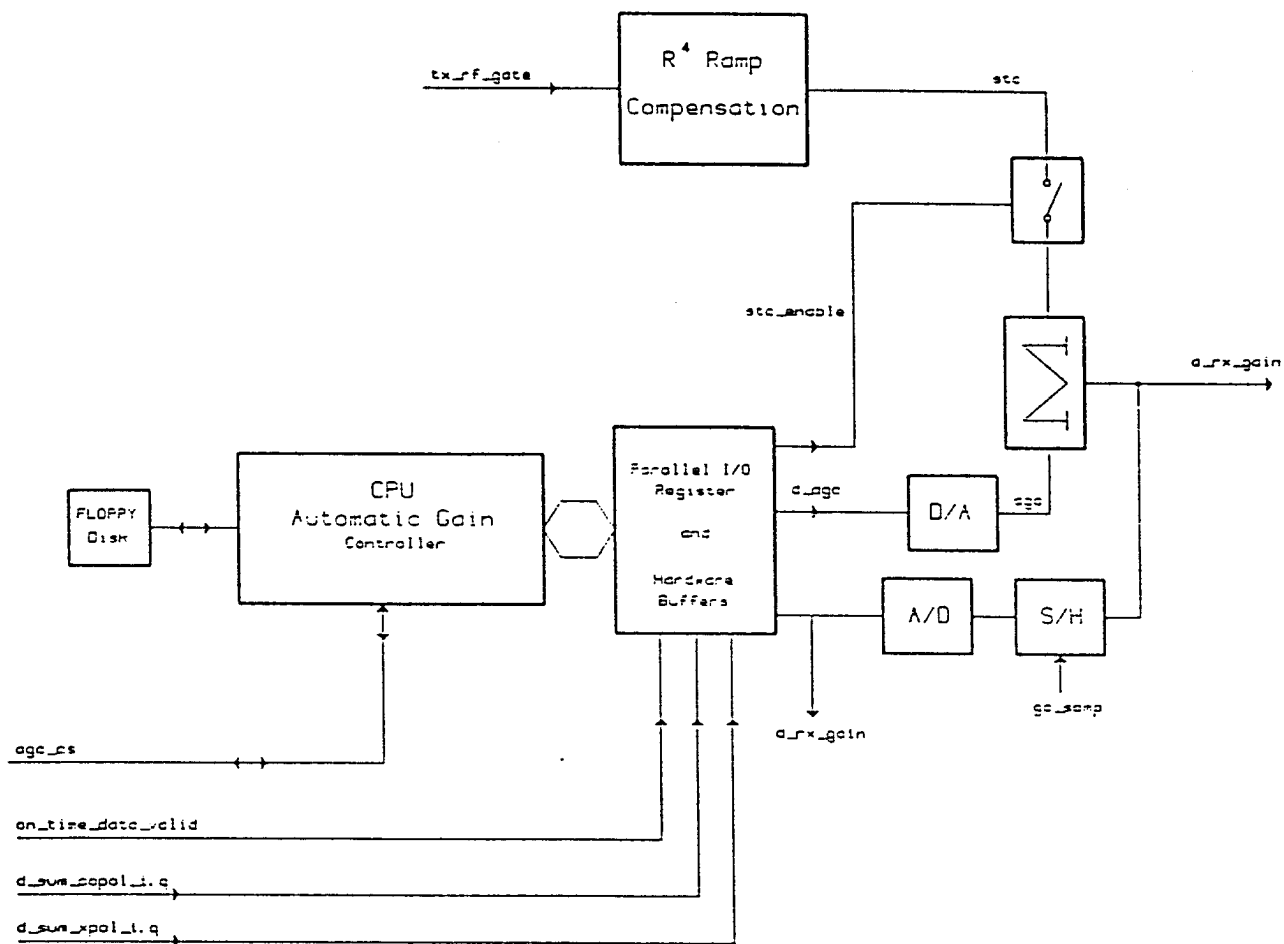 R⁴ Ramp
Compensation
tx_rf_gate
stc
stc_enable
a_rx_gain
Parallel I/O
Register
and
Hardware
Buffers
d_agc
D/A
agc
CPU
Automatic Gain
Controller
FLOPPY
Disk
A/D
S/H
gc_samp
d_rx_gain
agc_cs
on_time_data_valid
d_sum_copol_i.q
d_sum_xpol_i.q